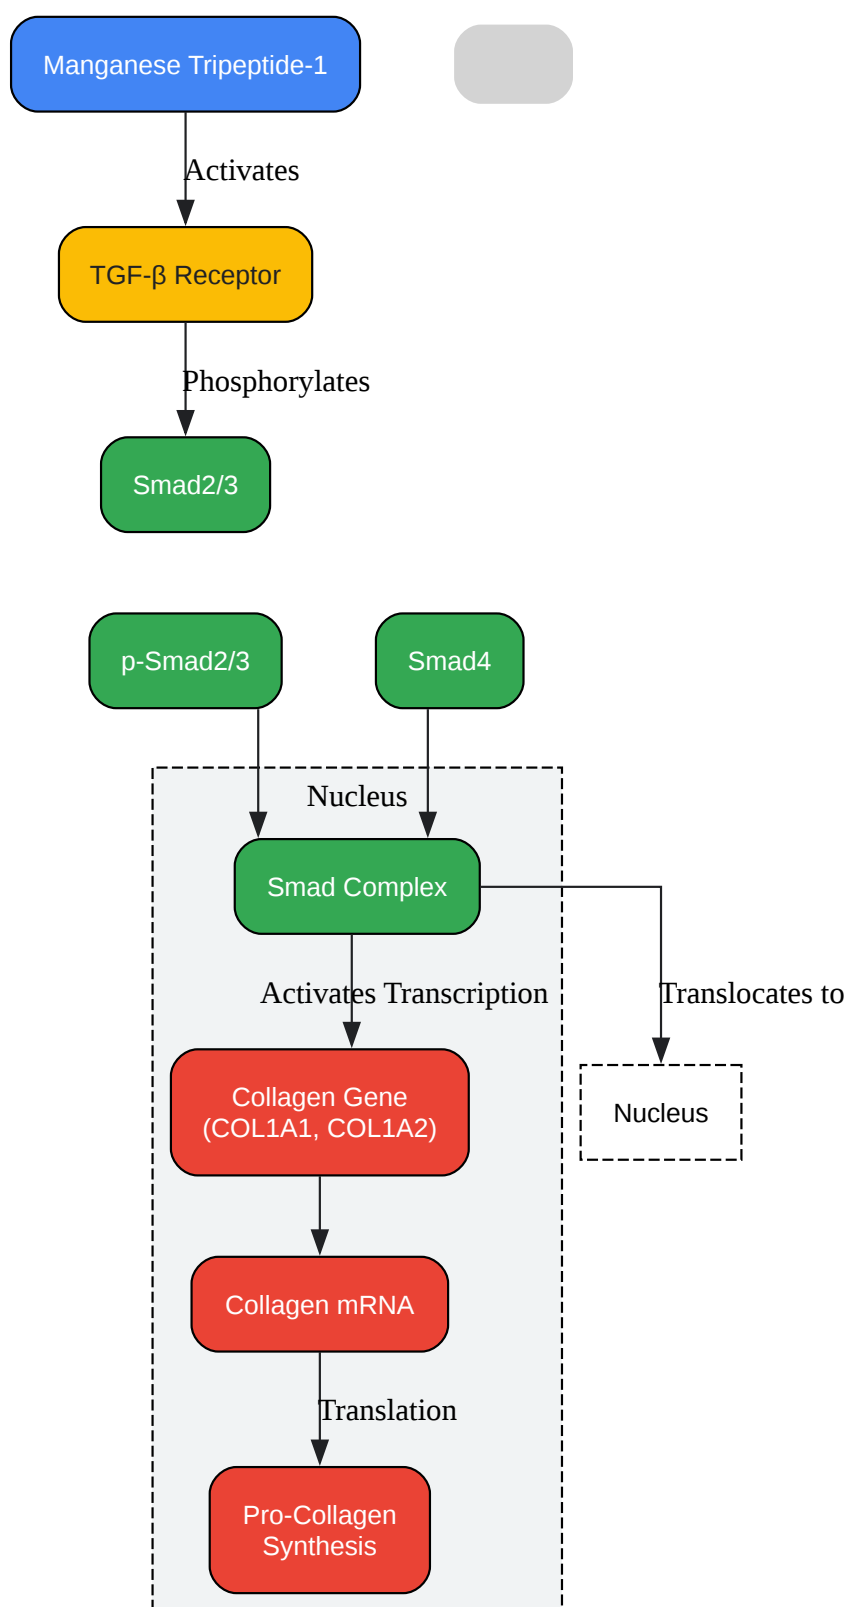 Manganese Tripeptide-1
Activates
TGF-β Receptor
Phosphorylates
Smad2/3
p-Smad2/3
Smad4
Nucleus
Smad Complex
Activates Transcription
Translocates to
Collagen Gene
(COL1A1, COL1A2)
Nucleus
Collagen mRNA
Translation
Pro-Collagen
Synthesis